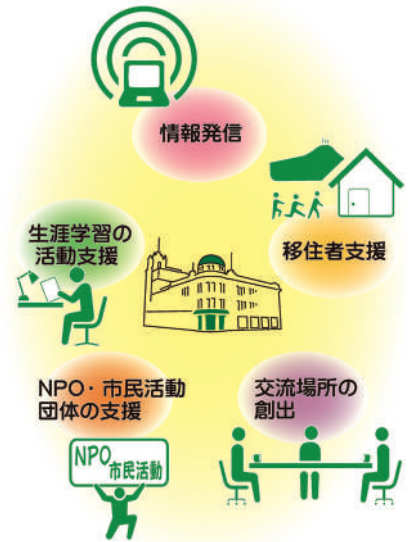 情報発信
移住者支援
生涯学習の
活動支援
NPO・市民活動
団体の支援
NPO
市民活動
交流場所の
創出